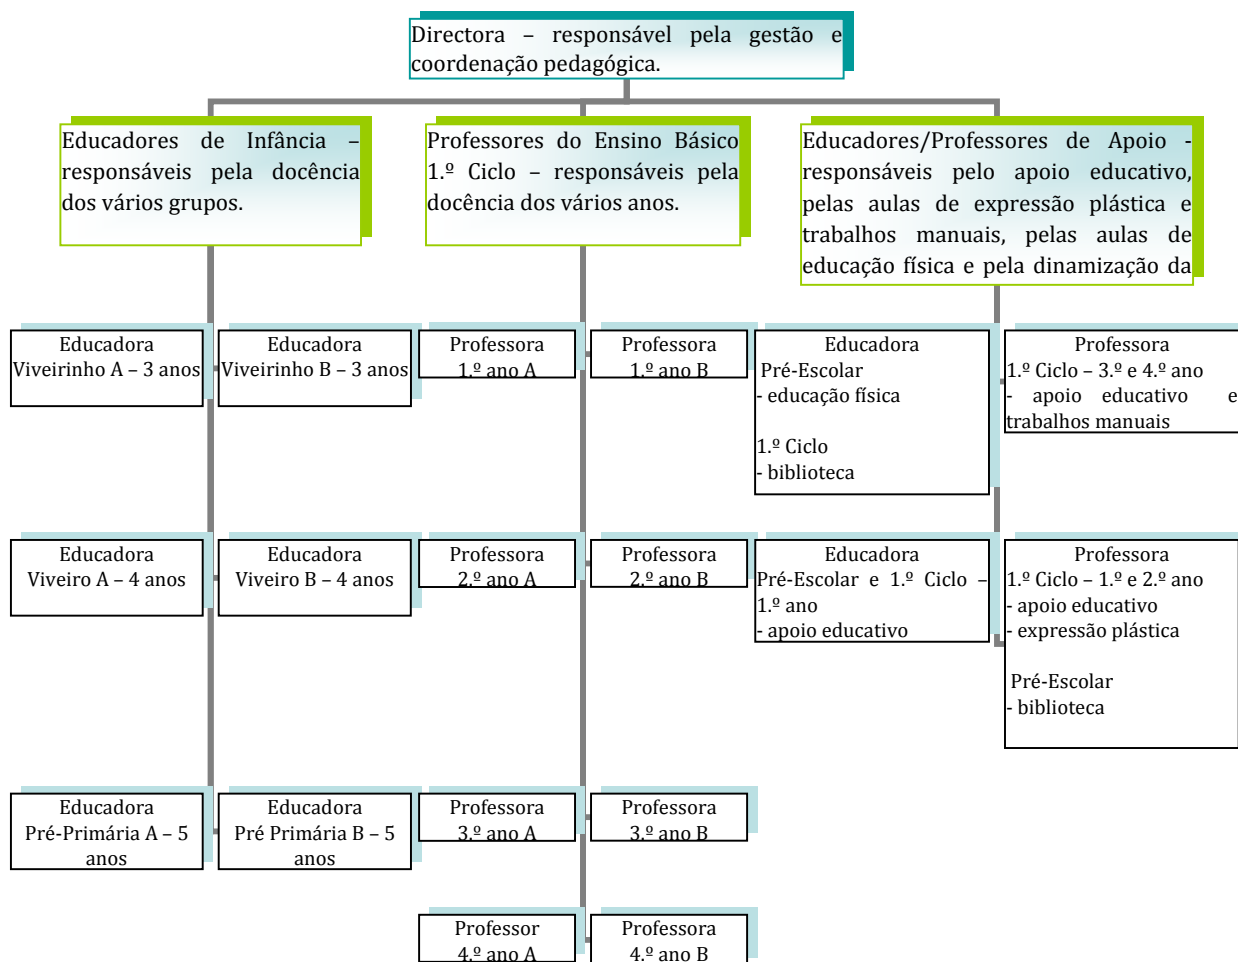 Directora – responsável pela gestão e
coordenação pedagógica.
Educadores de Infância –
responsáveis pela docência
dos vários grupos.
Professores do Ensino Básico
1.º Ciclo – responsáveis pela
docência dos vários anos.
Educadores/Professores de Apoio -
responsáveis pelo apoio educativo,
pelas aulas de expressão plástica e
trabalhos manuais, pelas aulas de
educação física e pela dinamização da
Educadora
Viveirinho A – 3 anos
Educadora
Viveirinho B – 3 anos
Professora
1.º ano A
Professora
1.º ano B
Educadora
Pré-Escolar
- educação física
1.º Ciclo
- biblioteca
Professora
1.º Ciclo – 3.º e 4.º ano
- apoio educativo e
trabalhos manuais
Educadora
Viveiro A – 4 anos
Educadora
Viveiro B – 4 anos
Professora
2.º ano A
Professora
2.º ano B
Educadora
Pré-Escolar e 1.º Ciclo –
1.º ano
- apoio educativo
Professora
1.º Ciclo – 1.º e 2.º ano
- apoio educativo
- expressão plástica
Pré-Escolar
- biblioteca
Educadora
Pré-Primária A – 5
anos
Educadora
Pré Primária B – 5
anos
Professora
3.º ano A
Professora
3.º ano B
Professor
4.º ano A
Professora
4.º ano B